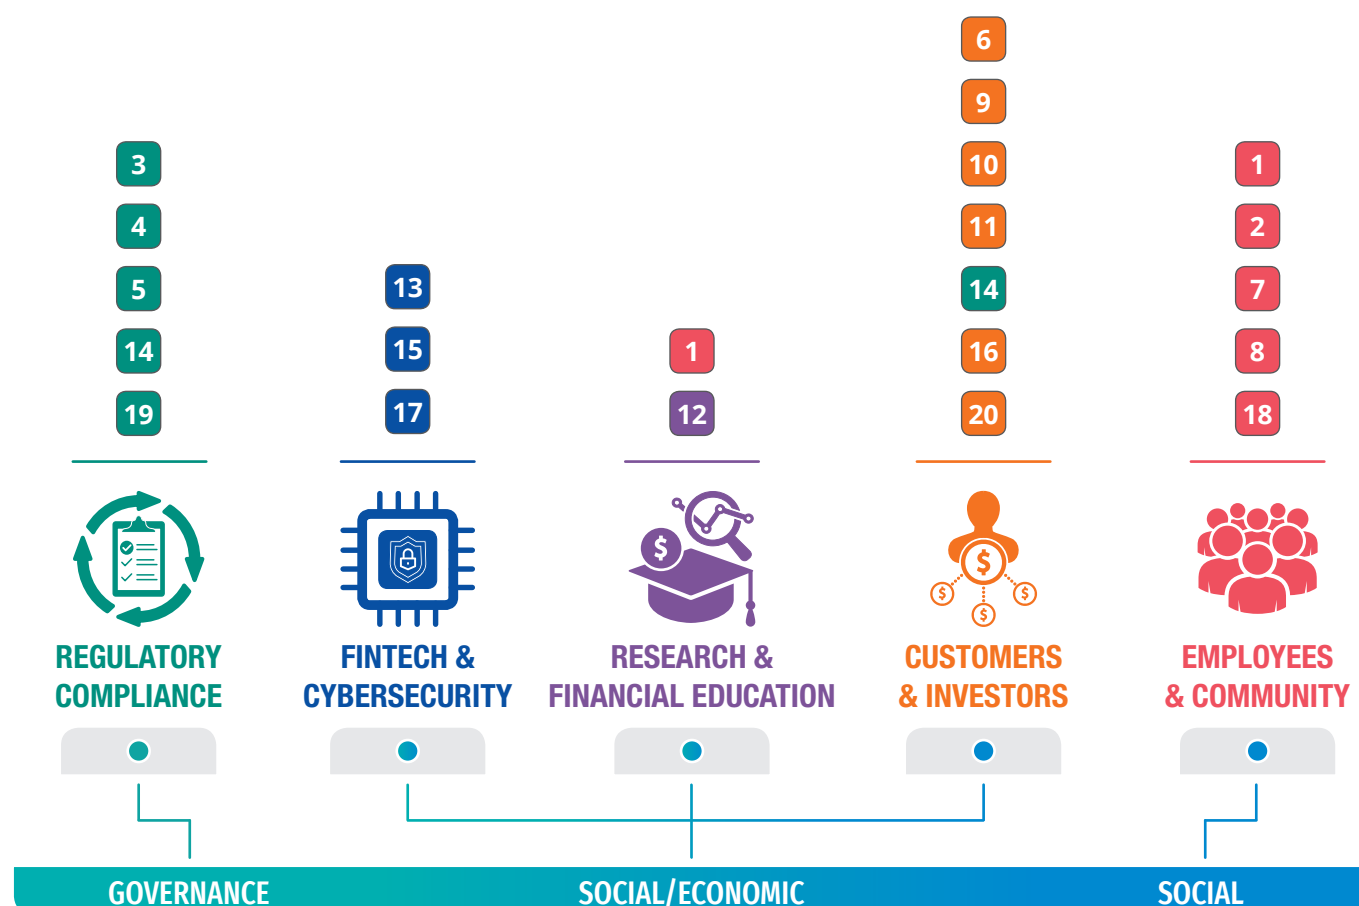 3
4
5
14
19
REGULATORY
COMPLIANCE
13
15
17
FINTECH &
CYBERSECURITY
1
12
$
RESEARCH &
FINANCIAL EDUCATION
6
9
10
11
14
16
20
$
$
$
$
CUSTOMERS
& INVESTORS
1
2
7
8
18
EMPLOYEES
& COMMUNITY
GOVERNANCE
SOCIAL/ECONOMIC
SOCIAL